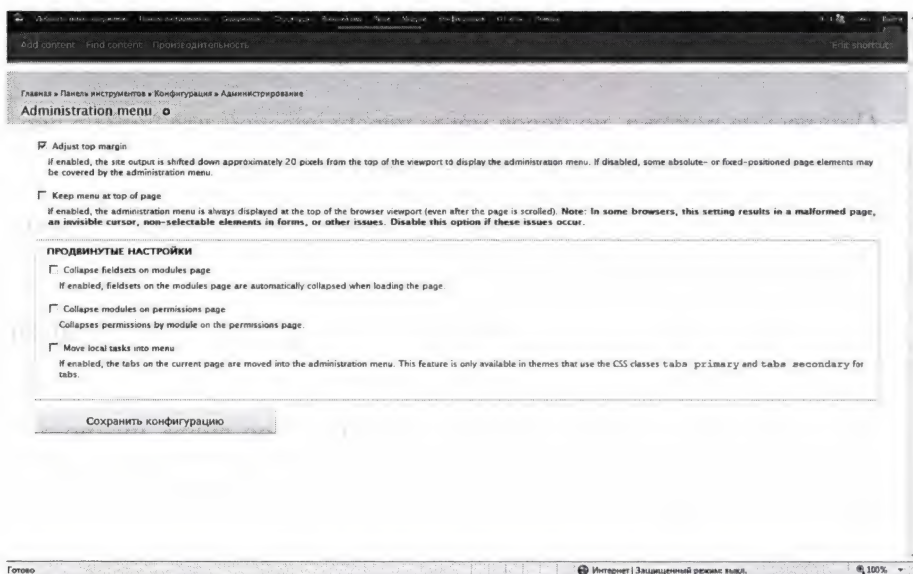 Add content Find content Производительность Edit shortcuts
Главная » Панель инструментов » Конфигурация » Администрирование
Administration menu
Adjust top margin
If enabled, the site output is shifted down approximately 20 pixels from the top of the viewport to display the administration menu. If disabled, some absolute- or fixed-positioned page elements may
be covered by the administration menu.
Keep menu at top of page
If enabled, the administration menu is always displayed at the top of the browser viewport (even after the page is scrolled). Note: In some browsers, this setting results in a malformed page,
an invisible cursor, non-selectable elements in forms, or other issues. Disable this option if these issues occur.
ПРОДВИНУТЫЕ НАСТРОЙКИ
Collapse fieldsets on modules page
If enabled, fieldsets on the modules page are automatically collapsed when loading the page.
Collapse modules on permissions page
Collapses permissions by module on the permissions page.
Move local tasks into menu
If enabled, the tabs on the current page are moved into the administration menu. This feature is only available in themes that use the CSS classes tabs primary and tabs secondary for
tabs.
Сохранить конфигурацию
Готово Интернет | Защищенный режим: выкл. 100%